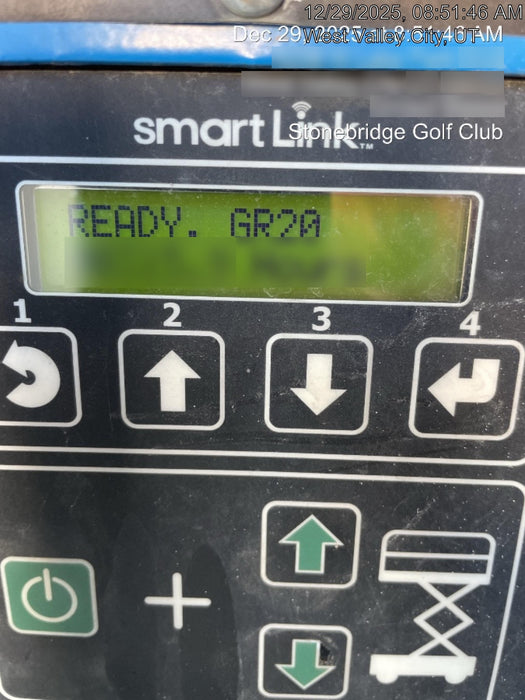 12/29/2025, 08:51:46 AM
West Valley City, UT
Stonebridge Golf Club
smart Link™
READY. GR20
1 2 3 4